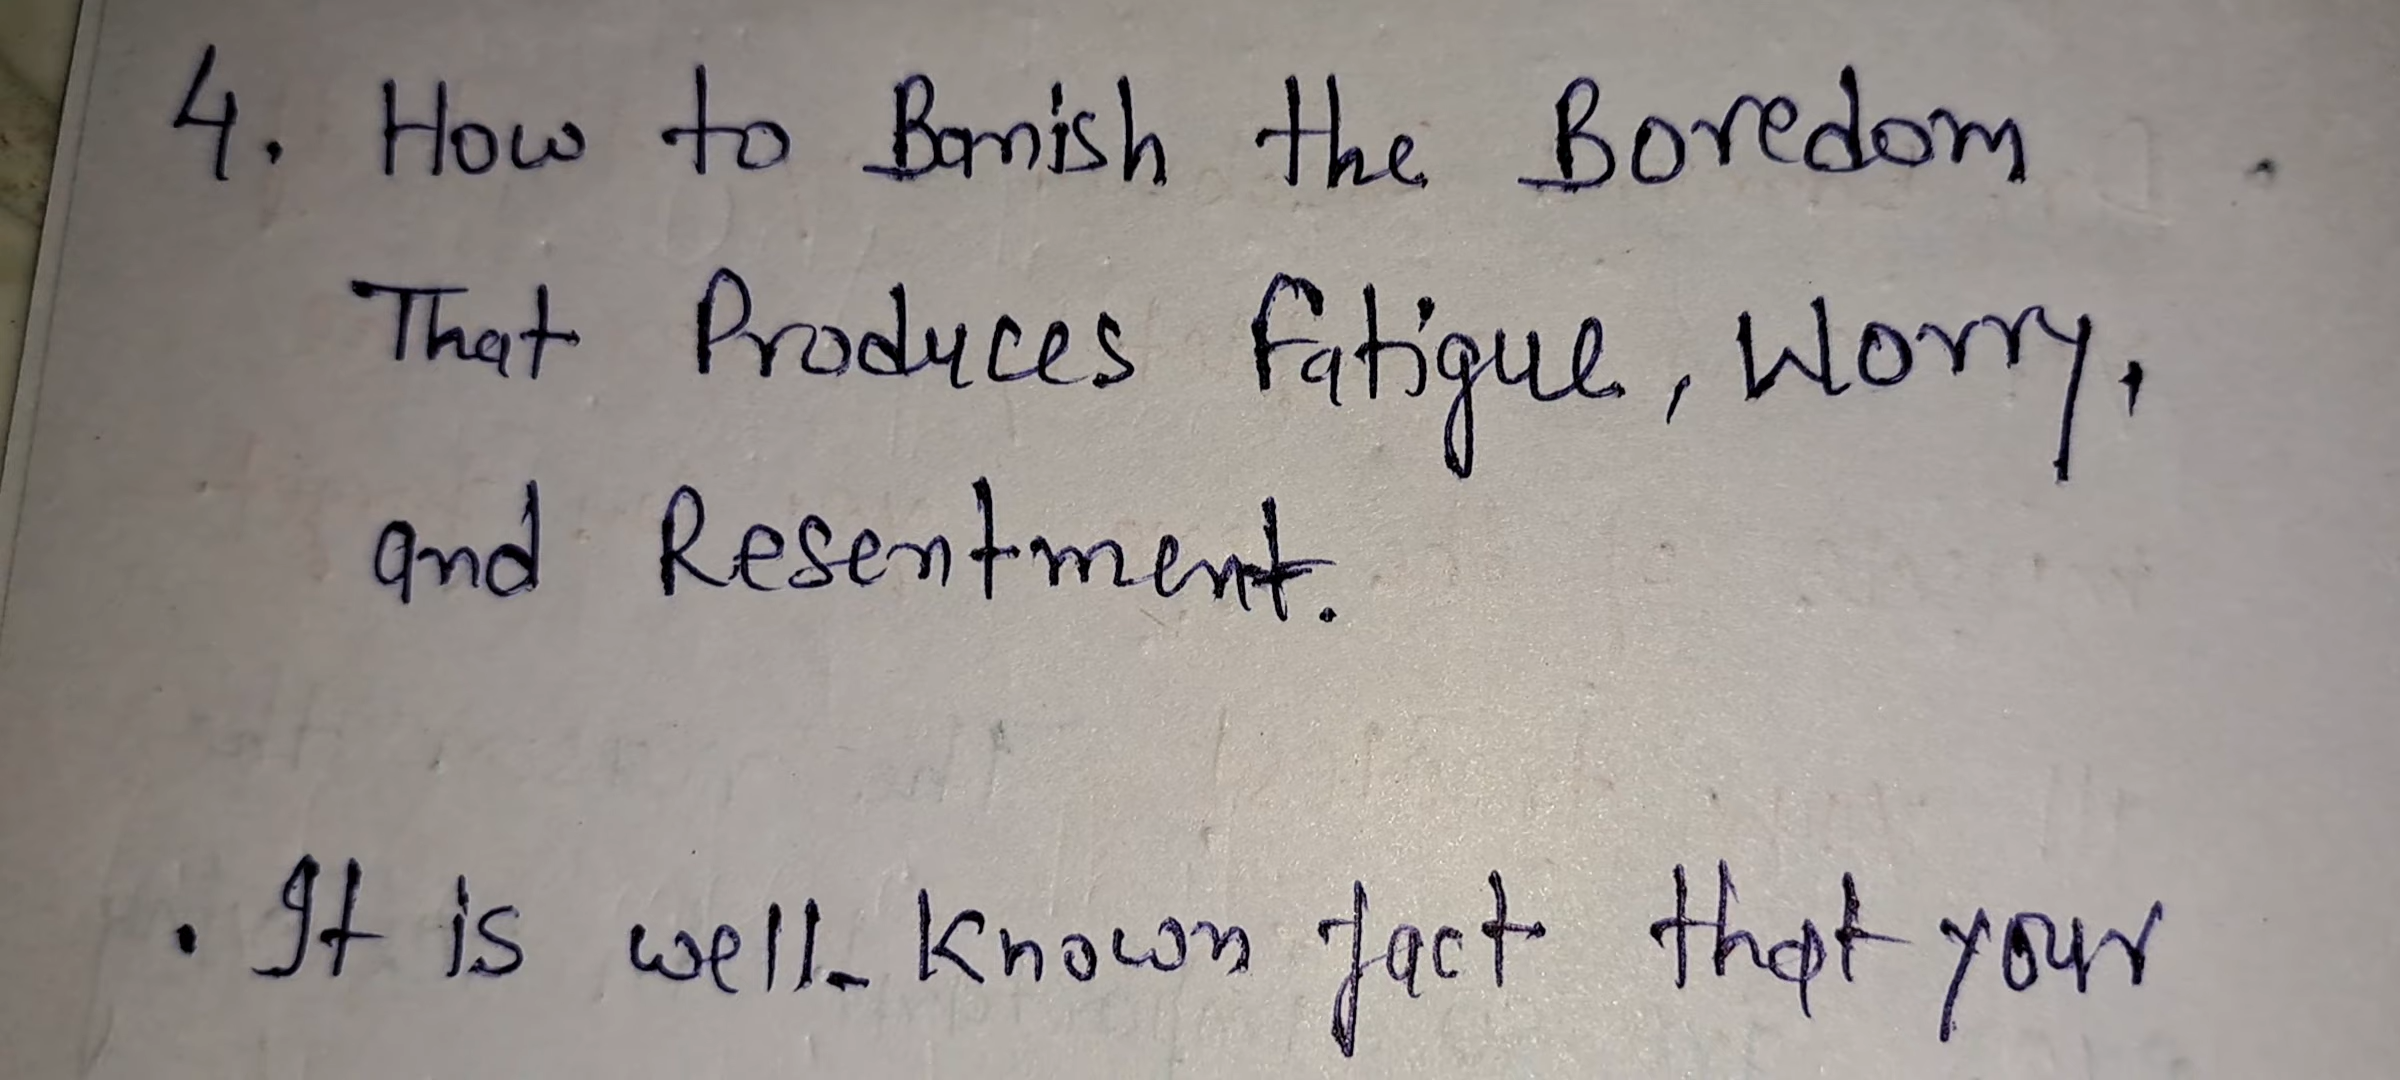 4. How to Banish the Boredom
That Produces Fatigue, Worry,
and Resentment.
. It is well-known fact that your